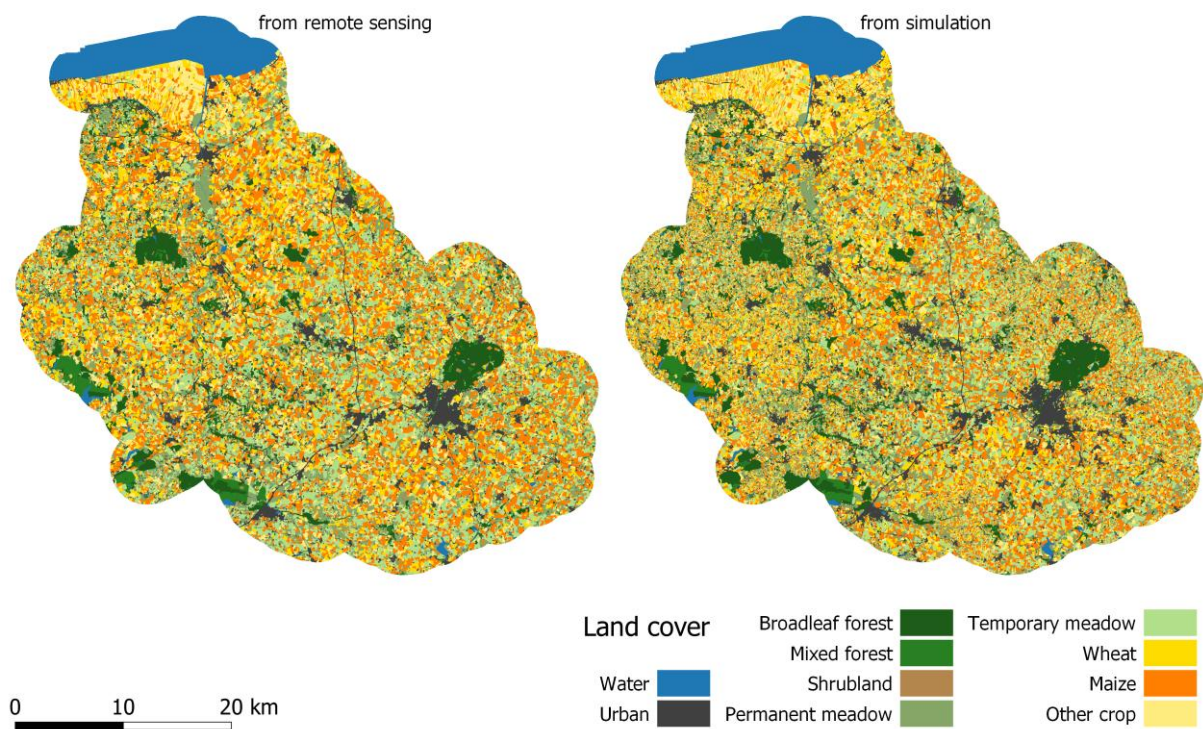 from remote sensing
from simulation
Land cover
Water
Urban
Broadleaf forest
Mixed forest
Shrubland
Permanent meadow
Temporary meadow
Wheat
Maize
Other crop
0 10 20 km